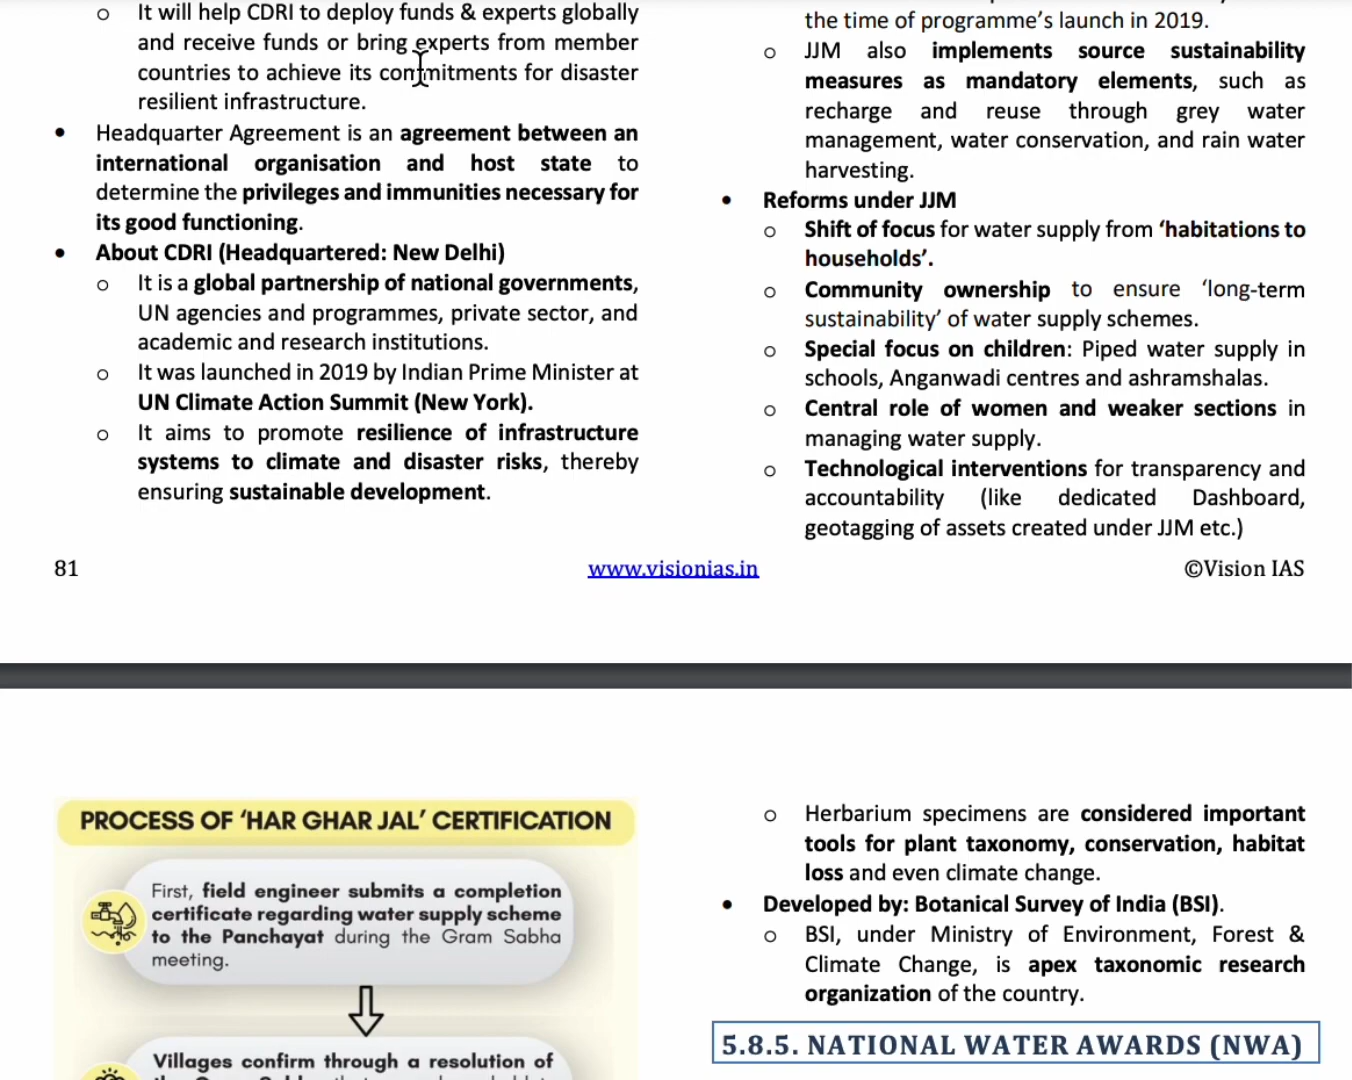 It will help CDRI to deploy funds & experts globally
and receive funds or bring experts from member
countries to achieve its commitments for disaster
resilient infrastructure.
Headquarter Agreement is an agreement between an
international organisation and host state to
determine the privileges and immunities necessary for
its good functioning.
About CDRI (Headquartered: New Delhi)
It is a global partnership of national governments,
UN agencies and programmes, private sector, and
academic and research institutions.
It was launched in 2019 by Indian Prime Minister at
UN Climate Action Summit (New York).
It aims to promote resilience of infrastructure
systems to climate and disaster risks, thereby
ensuring sustainable development.
the time of programme's launch in 2019.
JJM also implements source sustainability
measures as mandatory elements, such as
recharge and reuse through grey water
management, water conservation, and rain water
harvesting.
Reforms under JJM
Shift of focus for water supply from 'habitations to
households'.
Community ownership to ensure 'long-term
sustainability' of water supply schemes.
Special focus on children: Piped water supply in
schools, Anganwadi centres and ashramshalas.
Central role of women and weaker sections in
managing water supply.
Technological interventions for transparency and
accountability (like dedicated Dashboard,
geotagging of assets created under JJM etc.)
81
www.visionias.in
©Vision IAS
PROCESS OF 'HAR GHAR JAL' CERTIFICATION
First, field engineer submits a completion
certificate regarding water supply scheme
to the Panchayat during the Gram Sabha
meeting.
Villages confirm through a resolution of
Herbarium specimens are considered important
tools for plant taxonomy, conservation, habitat
loss and even climate change.
Developed by: Botanical Survey of India (BSI).
BSI, under Ministry of Environment, Forest &
Climate Change, is apex taxonomic research
organization of the country.
5.8.5. NATIONAL WATER AWARDS (NWA)